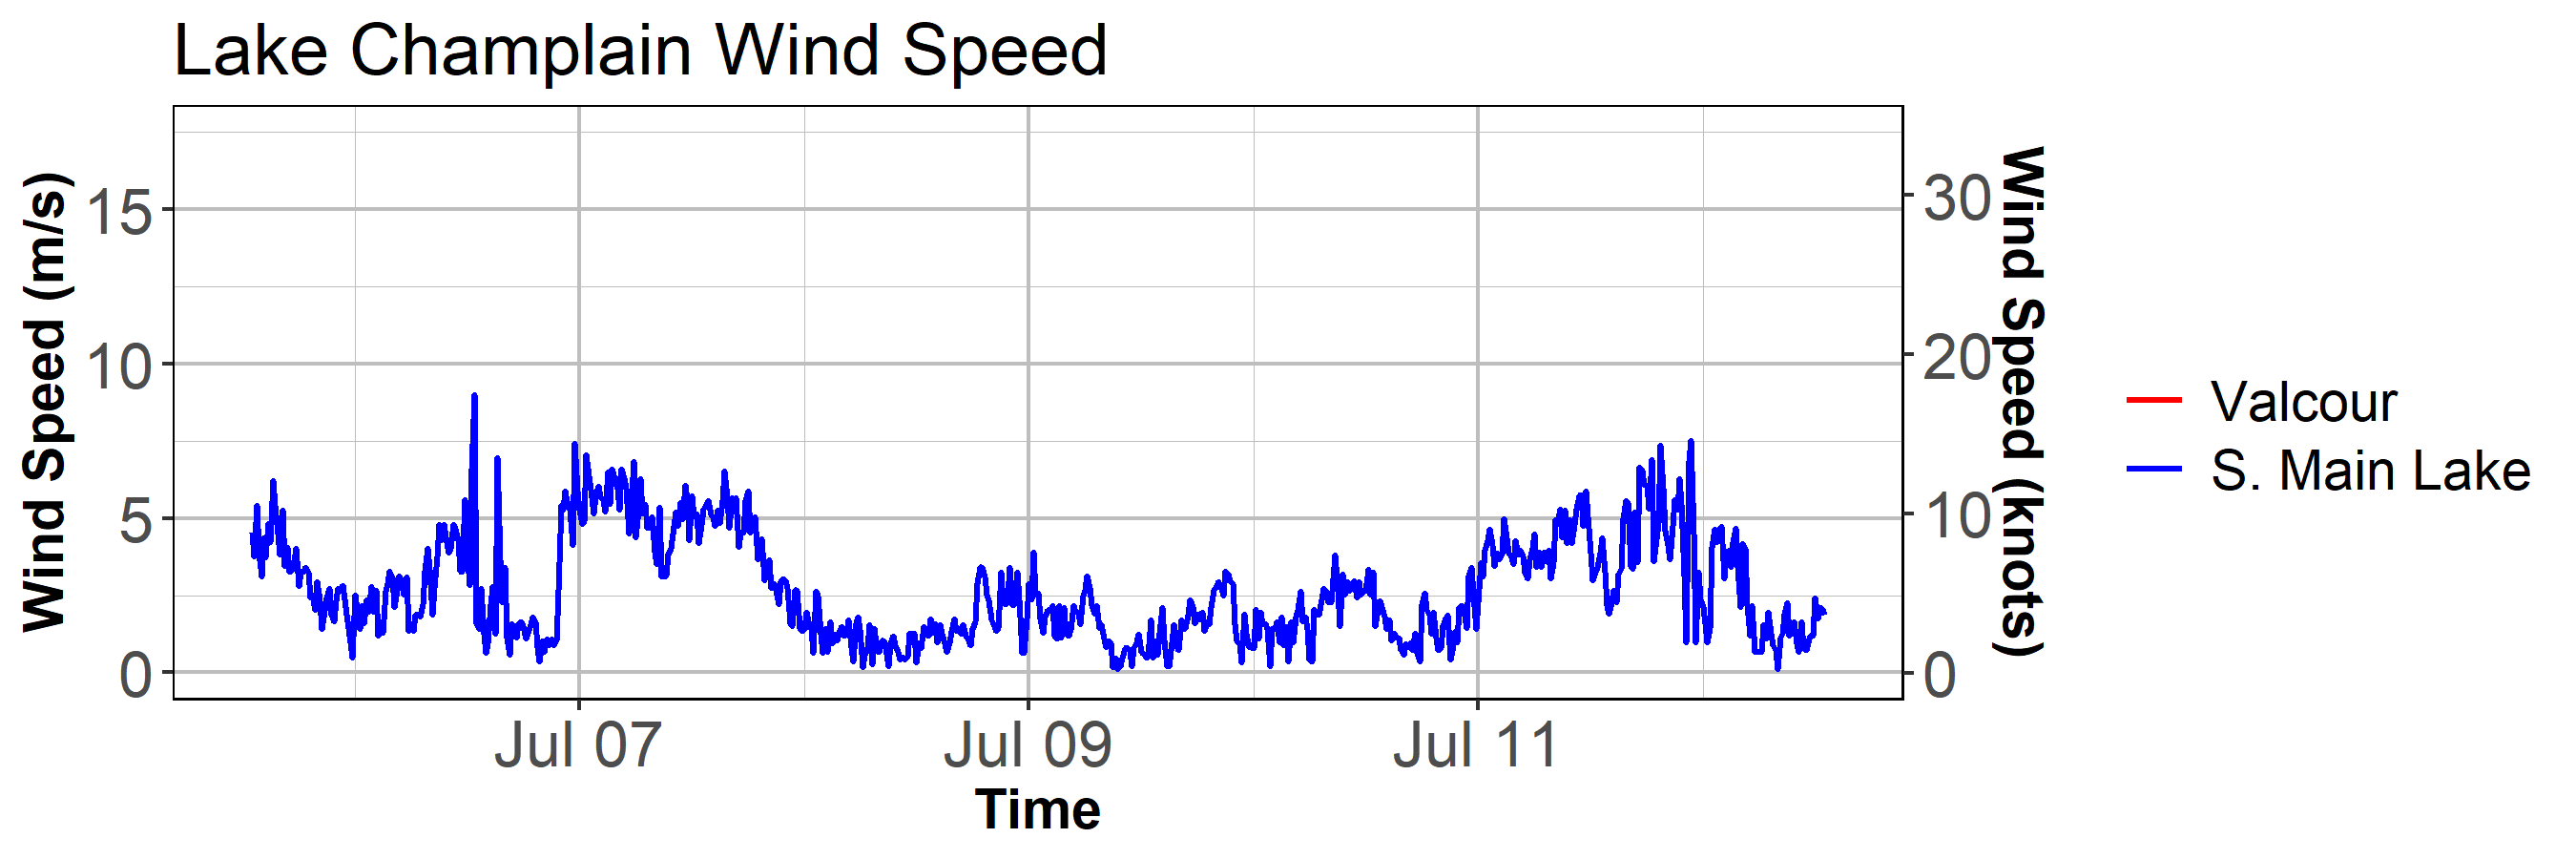 Lake Champlain Wind Speed
Wind Speed (m/s)
15
10
5
0
30
20
10
0
Wind Speed (knots)
Jul 07
Jul 09
Jul 11
Time
Valcour
S. Main Lake